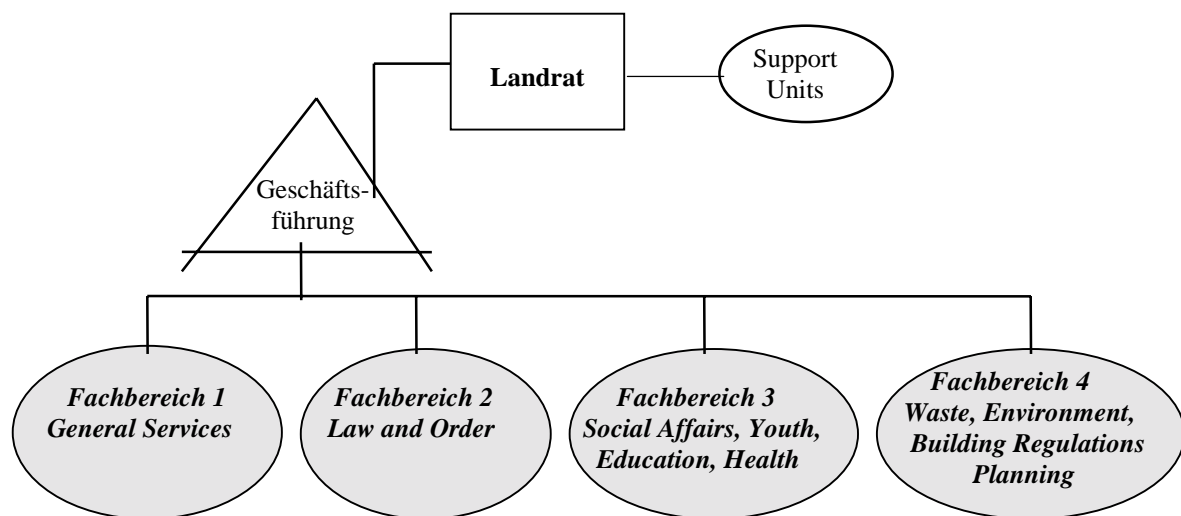 Landrat
Support
Units
Geschäfts-
führung
Fachbereich 1
General Services
Fachbereich 2
Law and Order
Fachbereich 3
Social Affairs, Youth,
Education, Health
Fachbereich 4
Waste, Environment,
Building Regulations
Planning